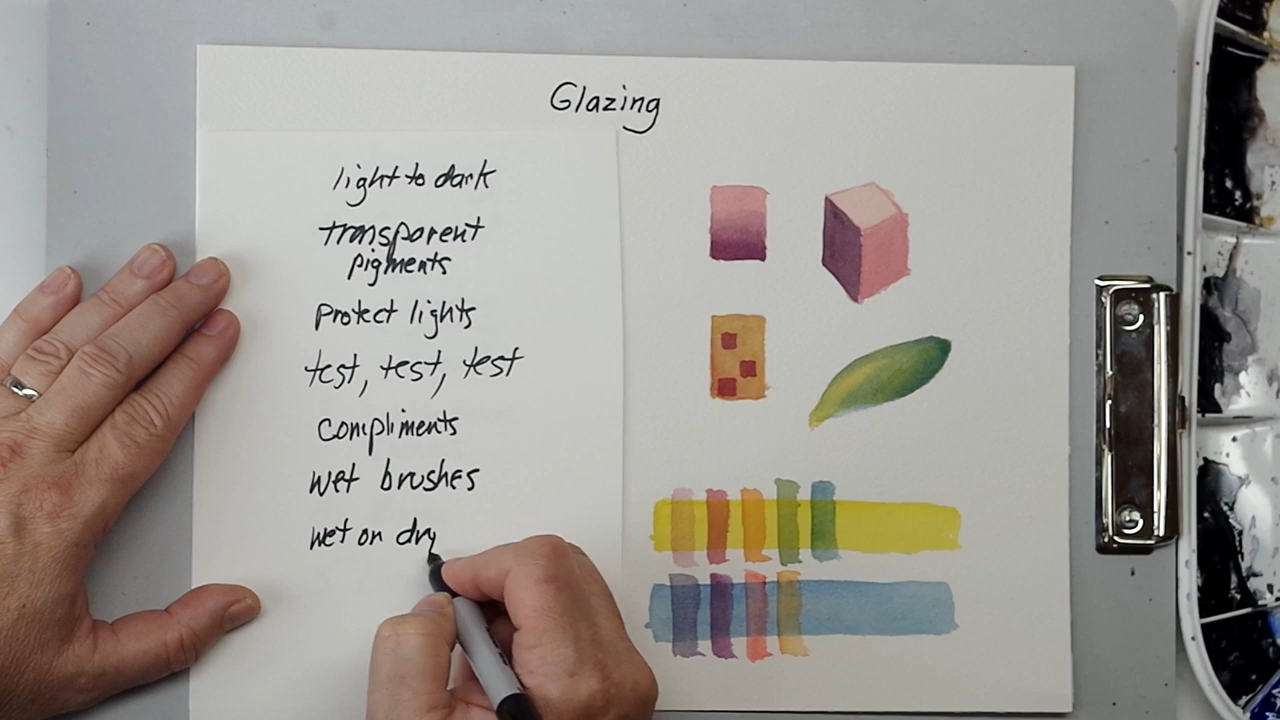 Glazing
light to dark
transparent
pigments
protect lights
test, test, test
compliments
wet brushes
wet on dry